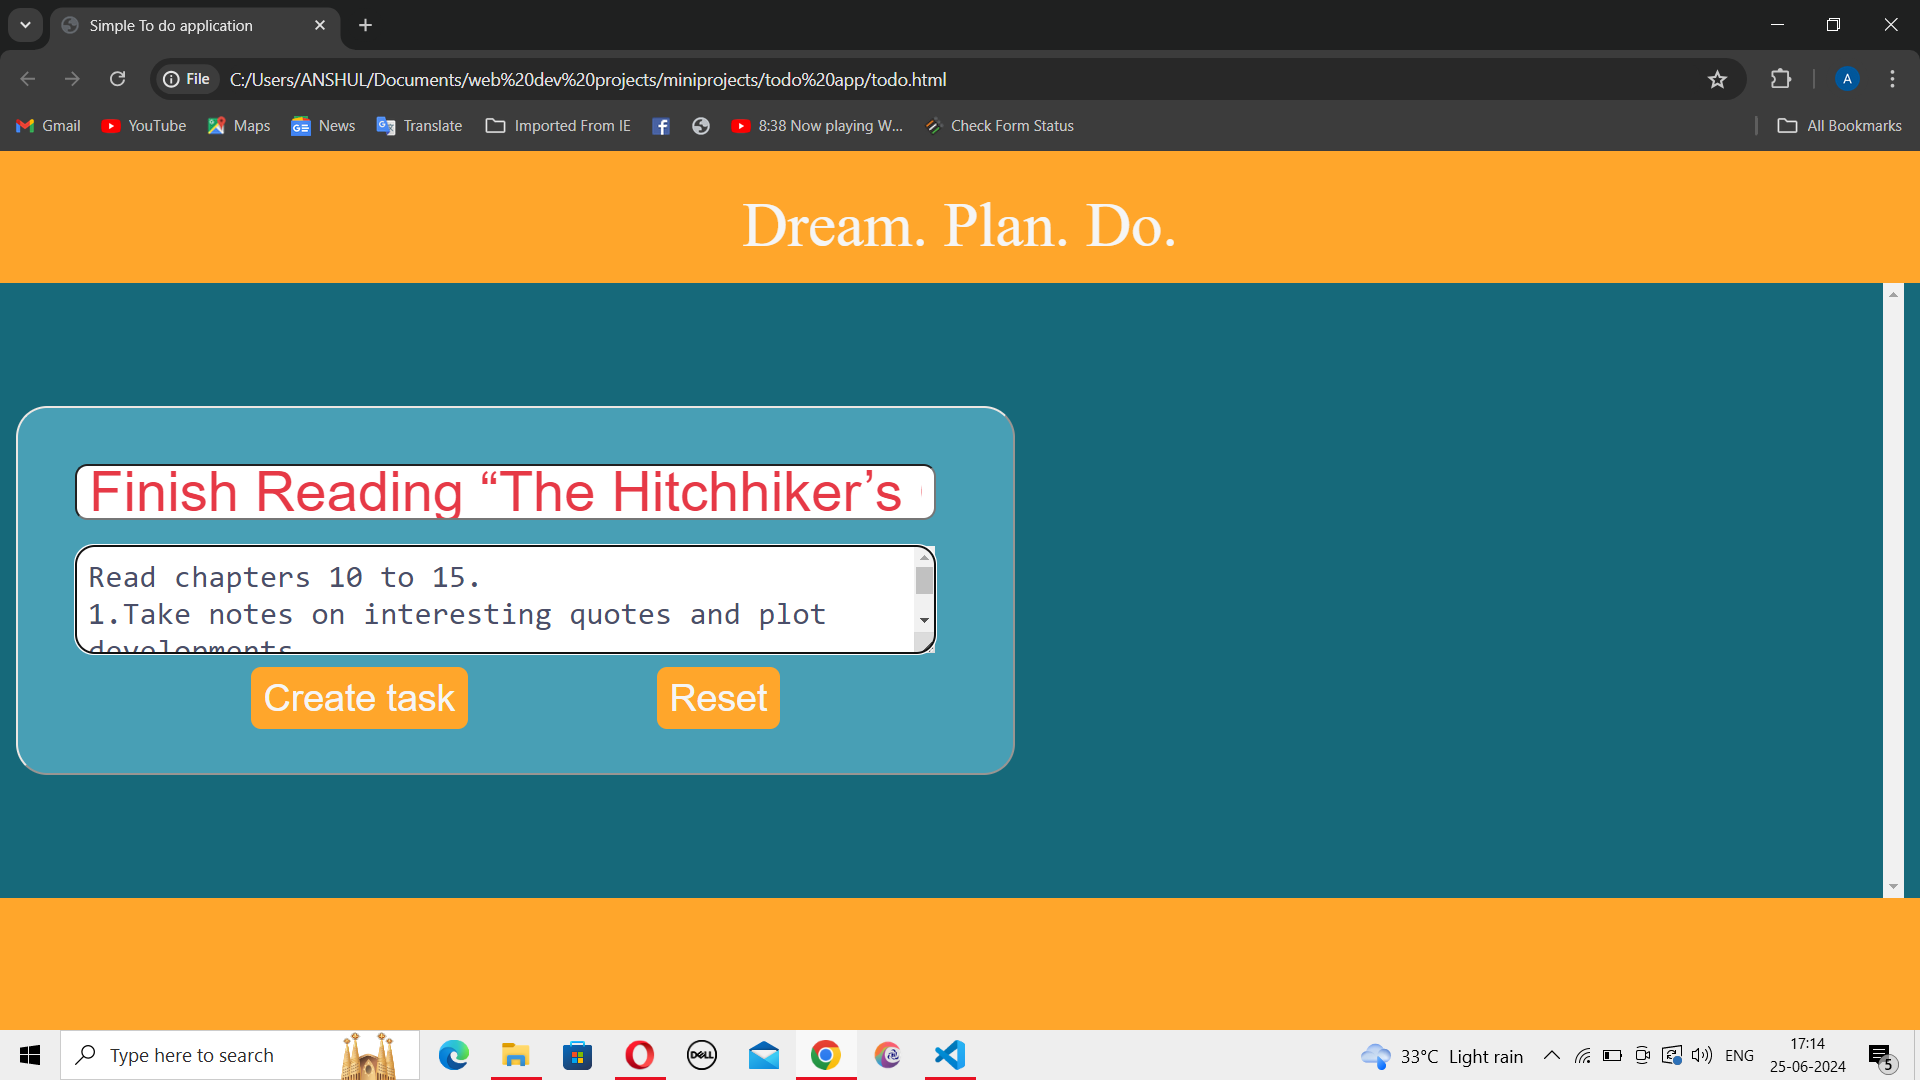 Simple To do application
File
C:/Users/ANSHUL/Documents/web%20dev%20projects/miniprojects/todo%20app/todo.html
A
Gmail
YouTube
Maps
News
Translate
Imported From IE
8:38 Now playing W...
Check Form Status
All Bookmarks
Dream. Plan. Do.
Finish Reading “The Hitchhiker’s
Read chapters 10 to 15.
1.Take notes on interesting quotes and plot
developments
Create task
Reset
Type here to search
DELL
33°C Light rain
ENG
17:14
25-06-2024
5